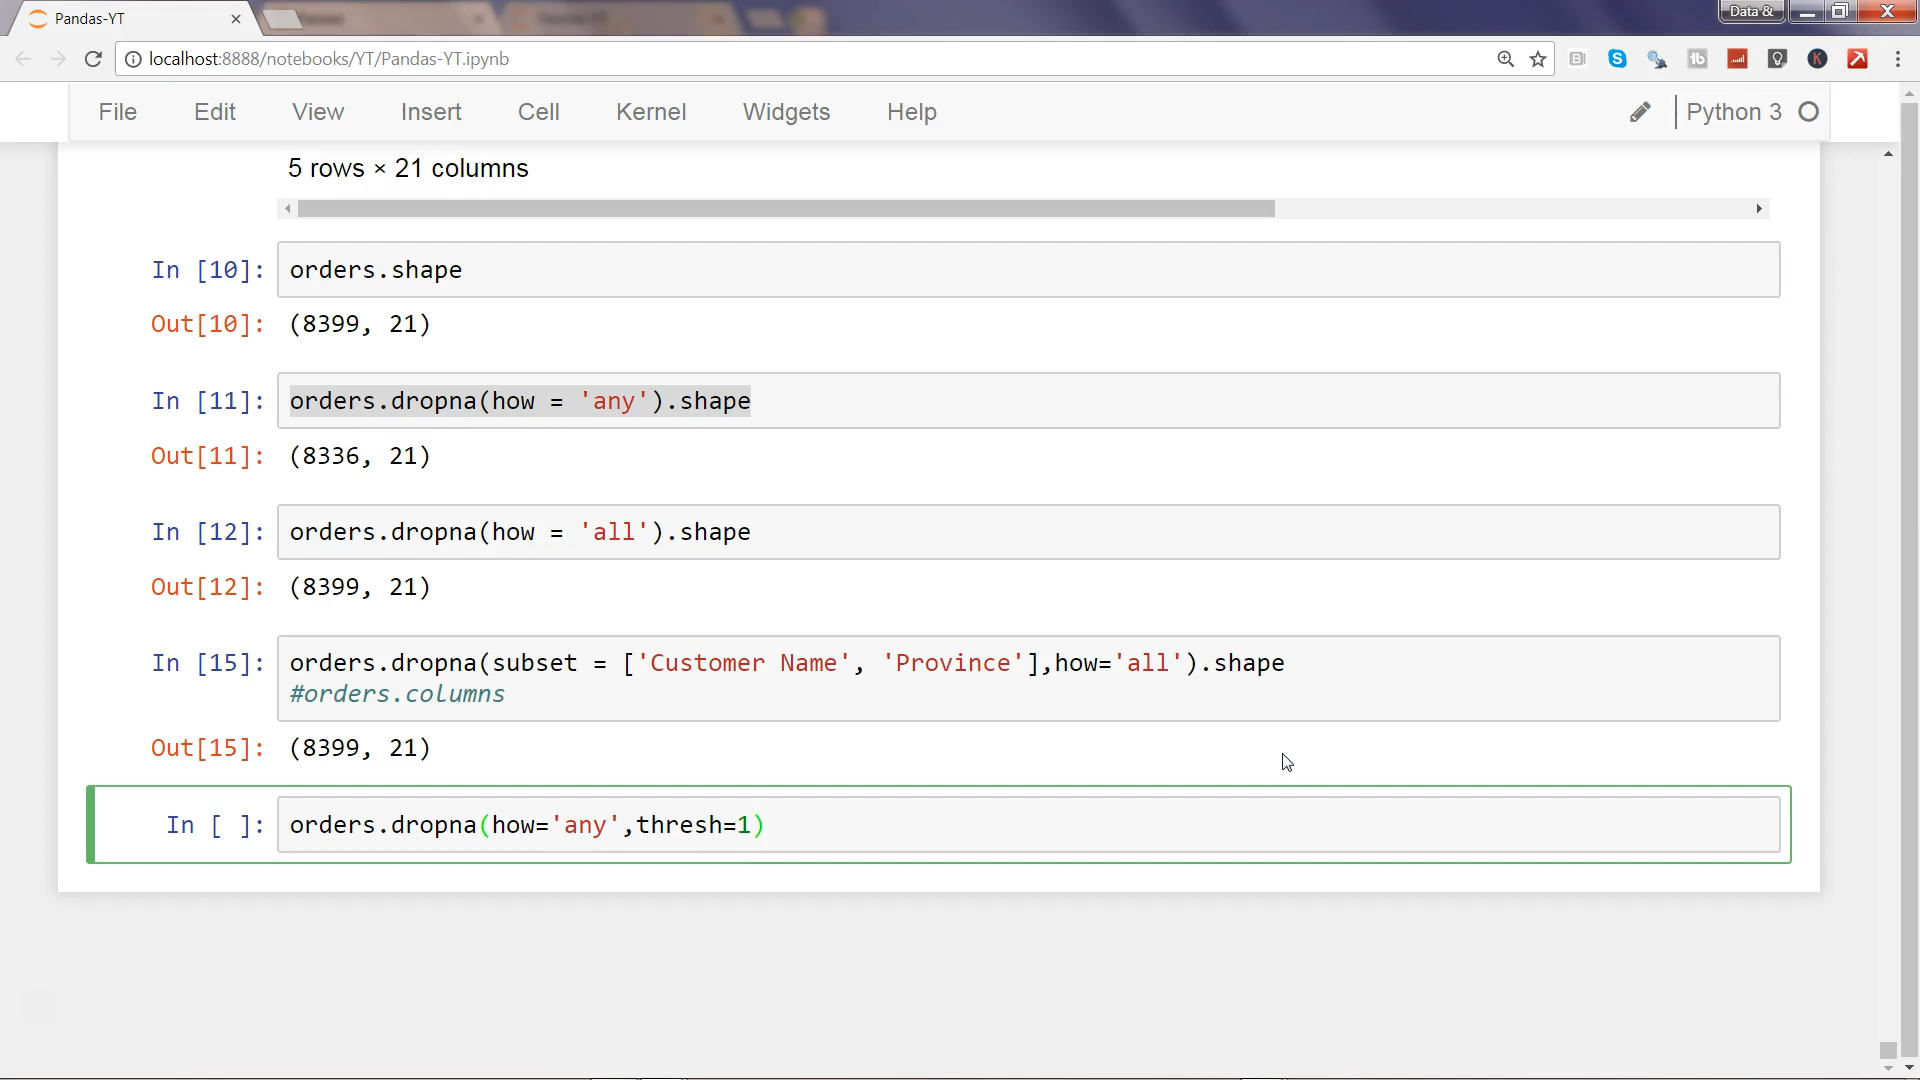 Pandas-YT
Data &
localhost:8888/notebooks/YT/Pandas-YT.ipynb
File Edit View Insert Cell Kernel Widgets Help
Python 3
5 rows × 21 columns
In [10]: orders.shape
Out[10]: (8399, 21)
In [11]: orders.dropna(how = 'any').shape
Out[11]: (8336, 21)
In [12]: orders.dropna(how = 'all').shape
Out[12]: (8399, 21)
In [15]: orders.dropna(subset = ['Customer Name', 'Province'],how='all').shape
#orders.columns
Out[15]: (8399, 21)
In [ ]: orders.dropna(how='any',thresh=1)